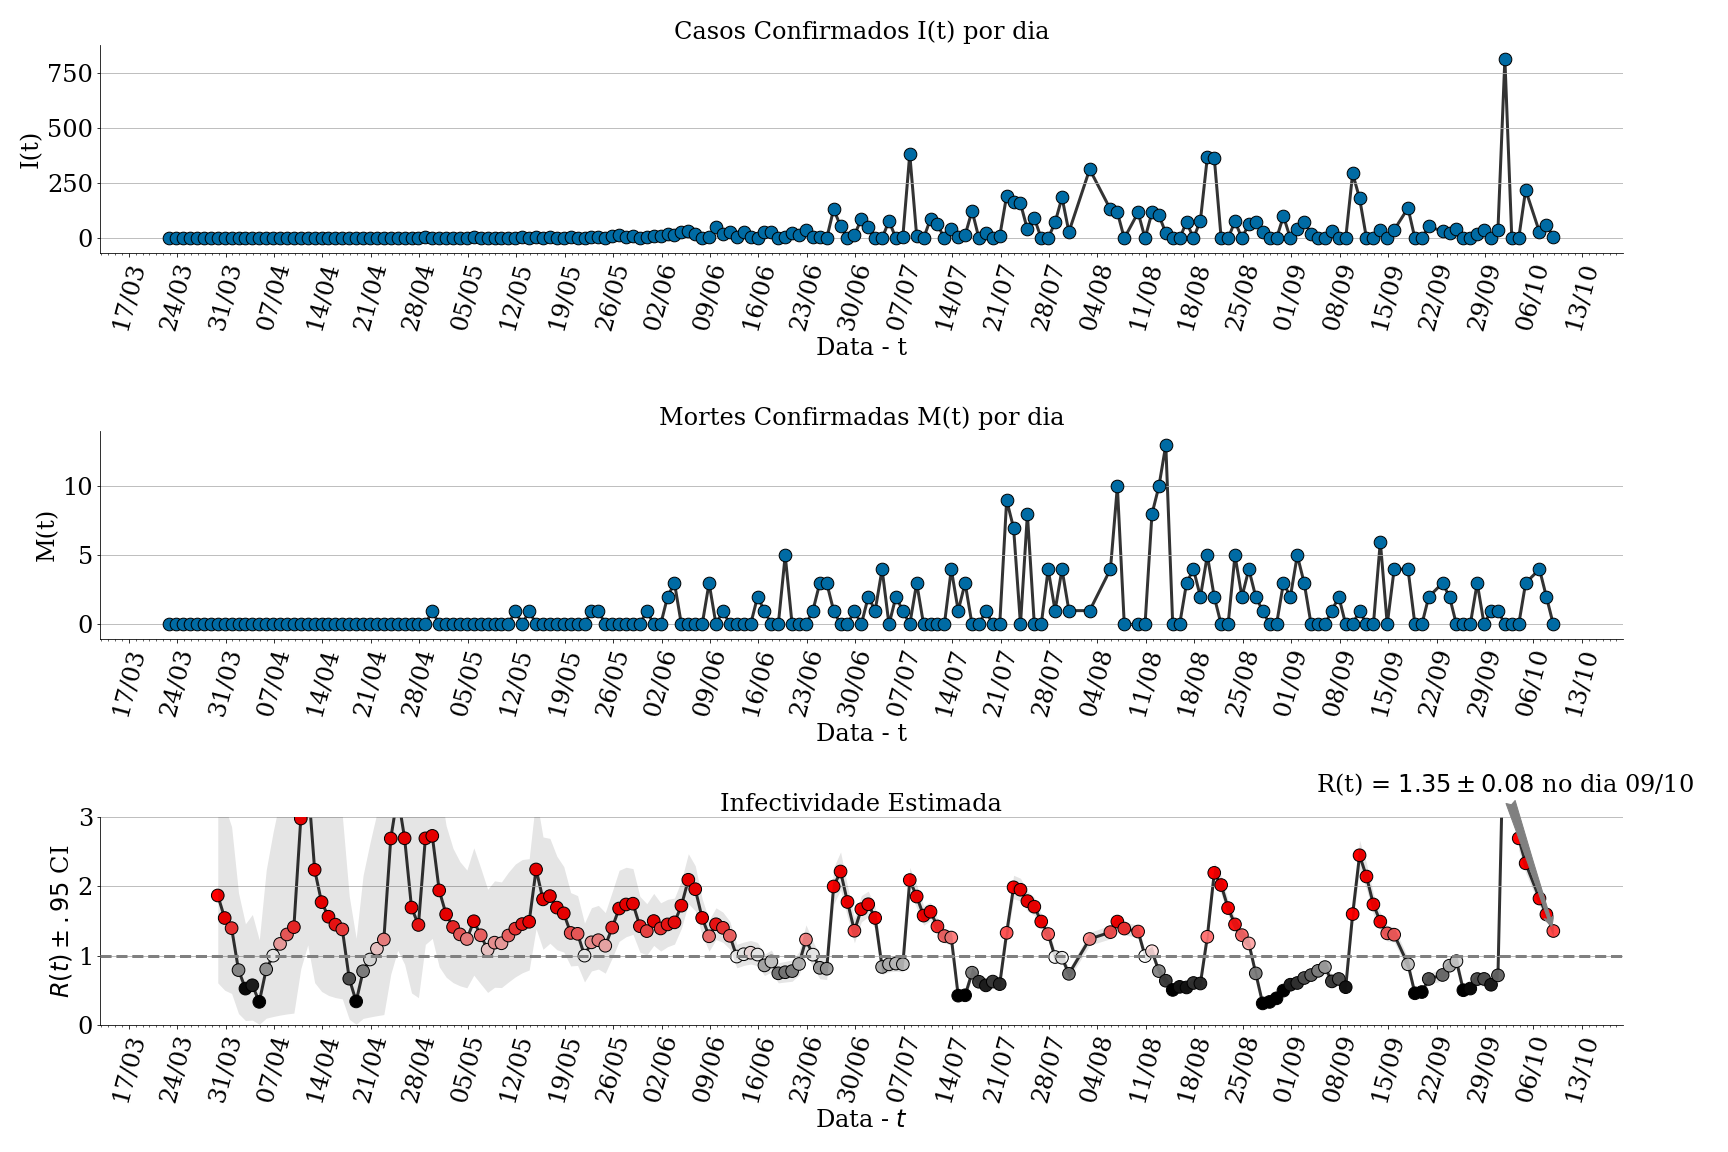 Casos Confirmados I(t) por dia
I(t)
750
500
250
0
17/03 24/03 31/03 07/04 14/04 21/04 28/04 05/05 12/05 19/05 26/05 02/06 09/06 16/06 23/06 30/06 07/07 14/07 21/07 28/07 04/08 11/08 18/08 25/08 01/09 08/09 15/09 22/09 29/09 06/10 13/10
Data - t
Mortes Confirmadas M(t) por dia
M(t)
10
5
0
17/03 24/03 31/03 07/04 14/04 21/04 28/04 05/05 12/05 19/05 26/05 02/06 09/06 16/06 23/06 30/06 07/07 14/07 21/07 28/07 04/08 11/08 18/08 25/08 01/09 08/09 15/09 22/09 29/09 06/10 13/10
Data - t
R(t) = 1.35 ± 0.08 no dia 09/10
Infectividade Estimada
R(t) ± .95 CI
3
2
1
0
17/03 24/03 31/03 07/04 14/04 21/04 28/04 05/05 12/05 19/05 26/05 02/06 09/06 16/06 23/06 30/06 07/07 14/07 21/07 28/07 04/08 11/08 18/08 25/08 01/09 08/09 15/09 22/09 29/09 06/10 13/10
Data - t